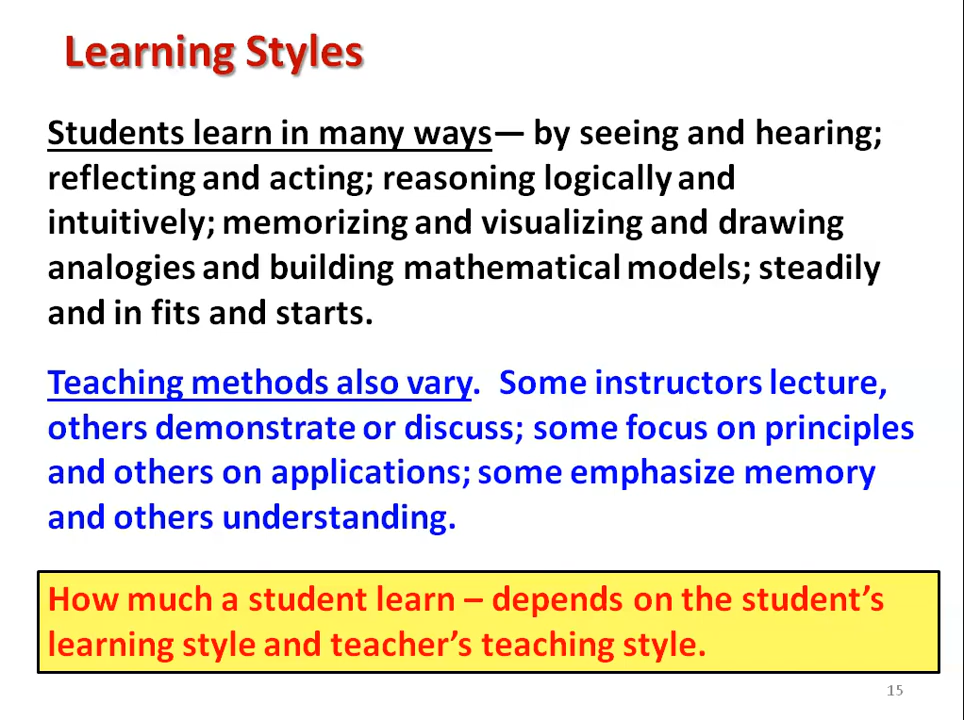 Learning Styles
Students learn in many ways— by seeing and hearing;
reflecting and acting; reasoning logically and
intuitively; memorizing and visualizing and drawing
analogies and building mathematical models; steadily
and in fits and starts.
Teaching methods also vary. Some instructors lecture,
others demonstrate or discuss; some focus on principles
and others on applications; some emphasize memory
and others understanding.
How much a student learn – depends on the student’s
learning style and teacher’s teaching style.
15